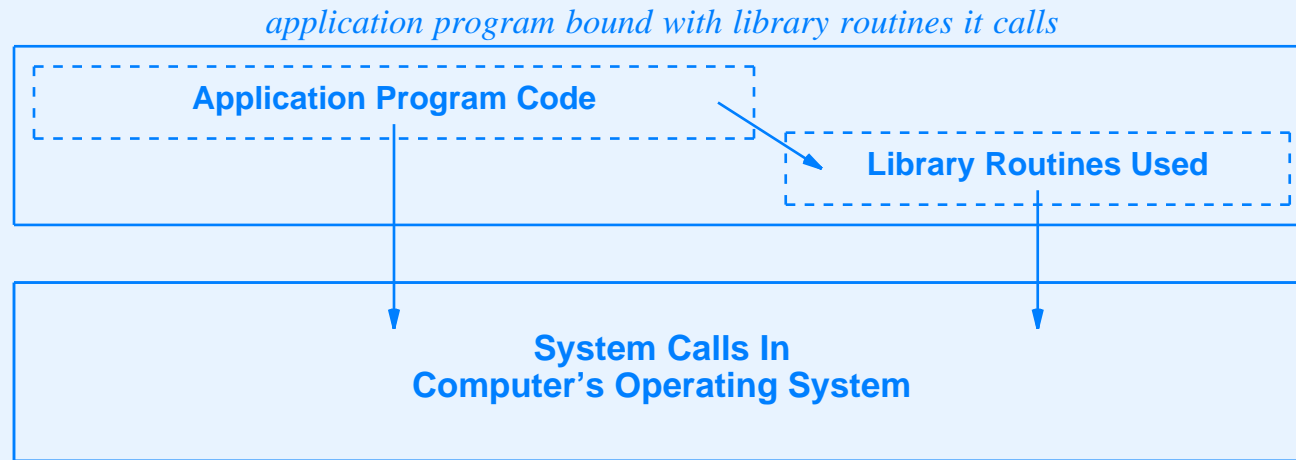 application program bound with library routines it calls
Application Program Code
Library Routines Used
System Calls In
Computer’s Operating System